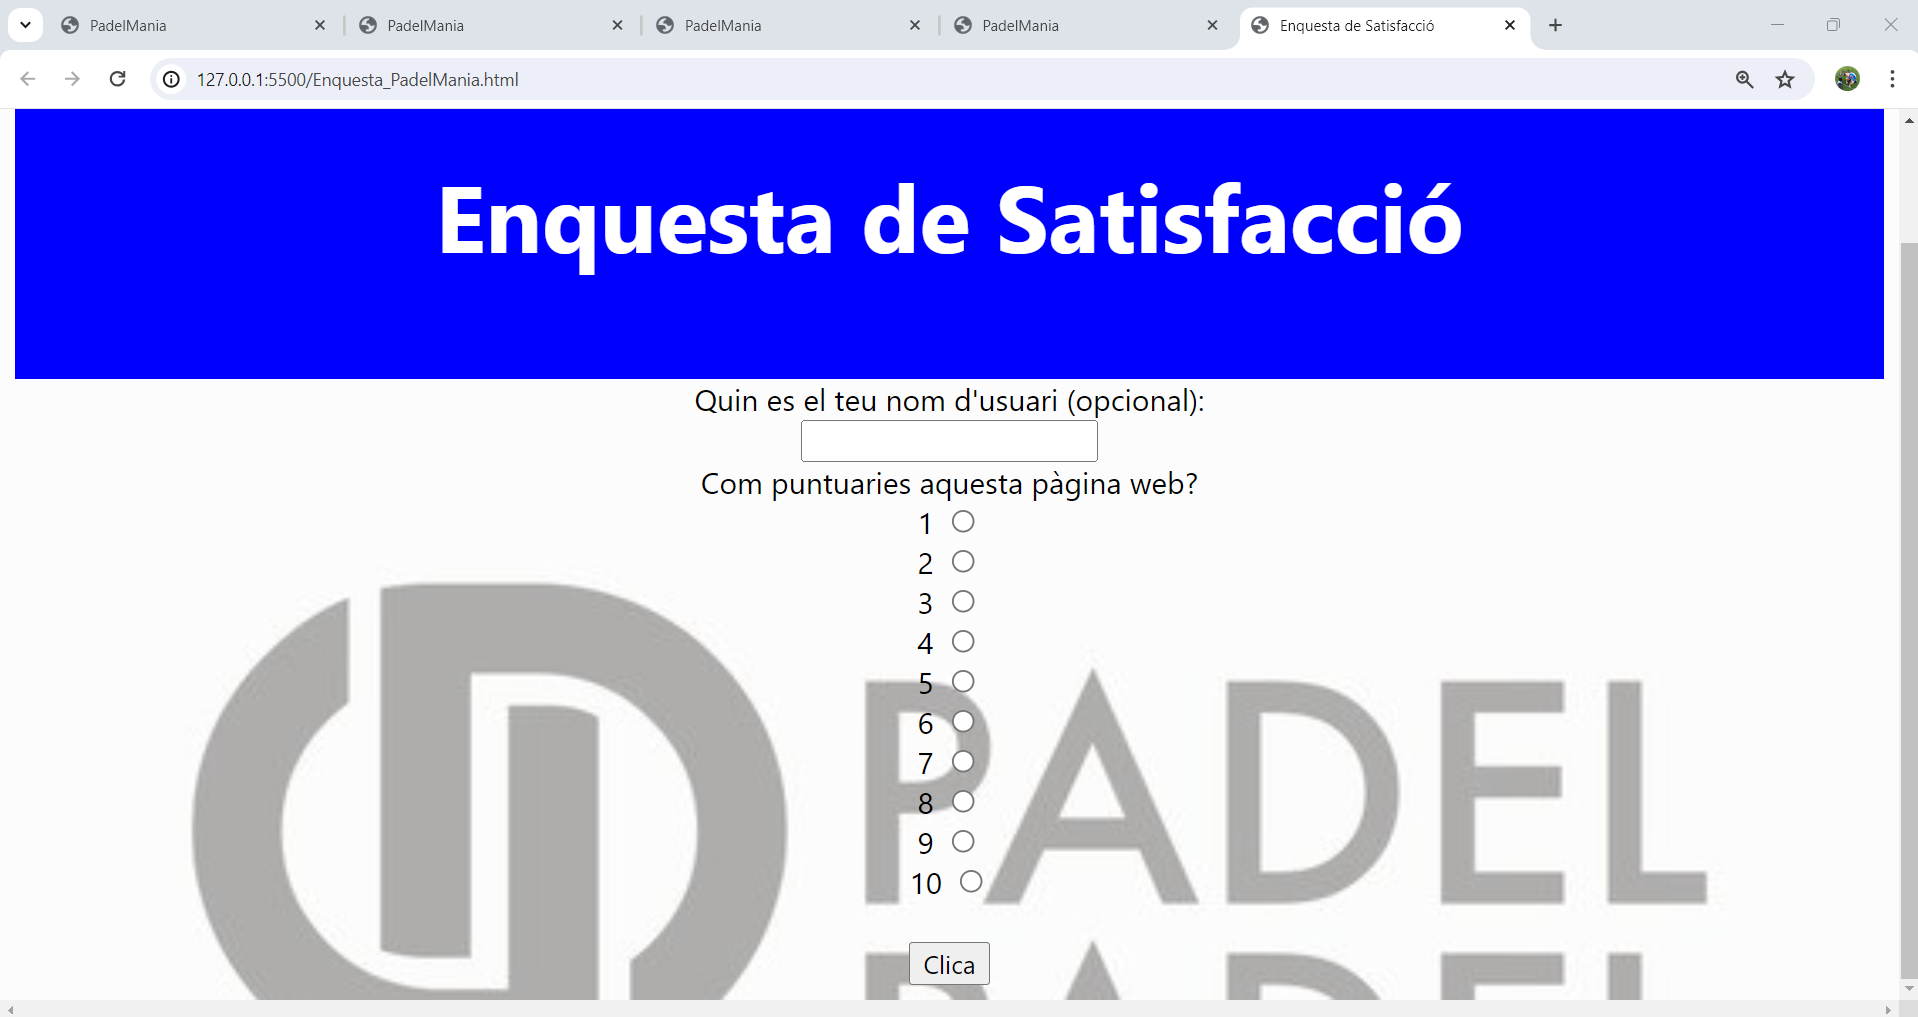 PadelMania
PadelMania
PadelMania
PadelMania
Enquesta de Satisfacció
127.0.0.1:5500/Enquesta_PadelMania.html
Enquesta de Satisfacció
Quin es el teu nom d'usuari (opcional):
Com puntuaries aquesta pàgina web?
1
2
3
4
5
6
7
8
9
10
PADEL
Clica
PADEL